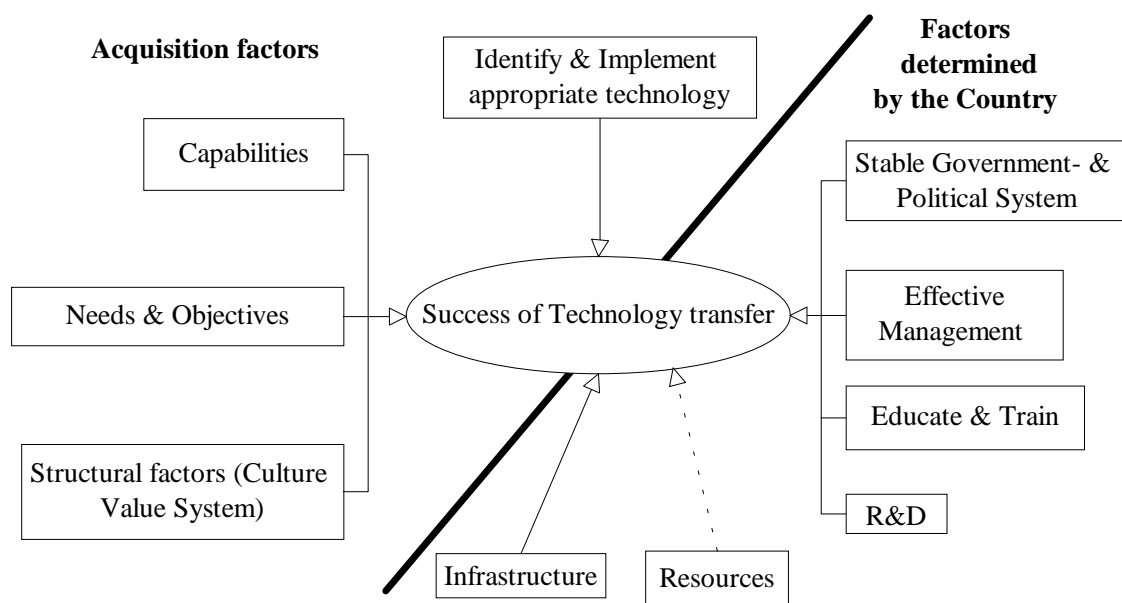 Acquisition factors
Identify & Implement
appropriate technology
Factors
determined
by the Country
Capabilities
Stable Government- &
Political System
Needs & Objectives
Success of Technology transfer
Effective
Management
Educate & Train
Structural factors (Culture
Value System)
R&D
Infrastructure
Resources